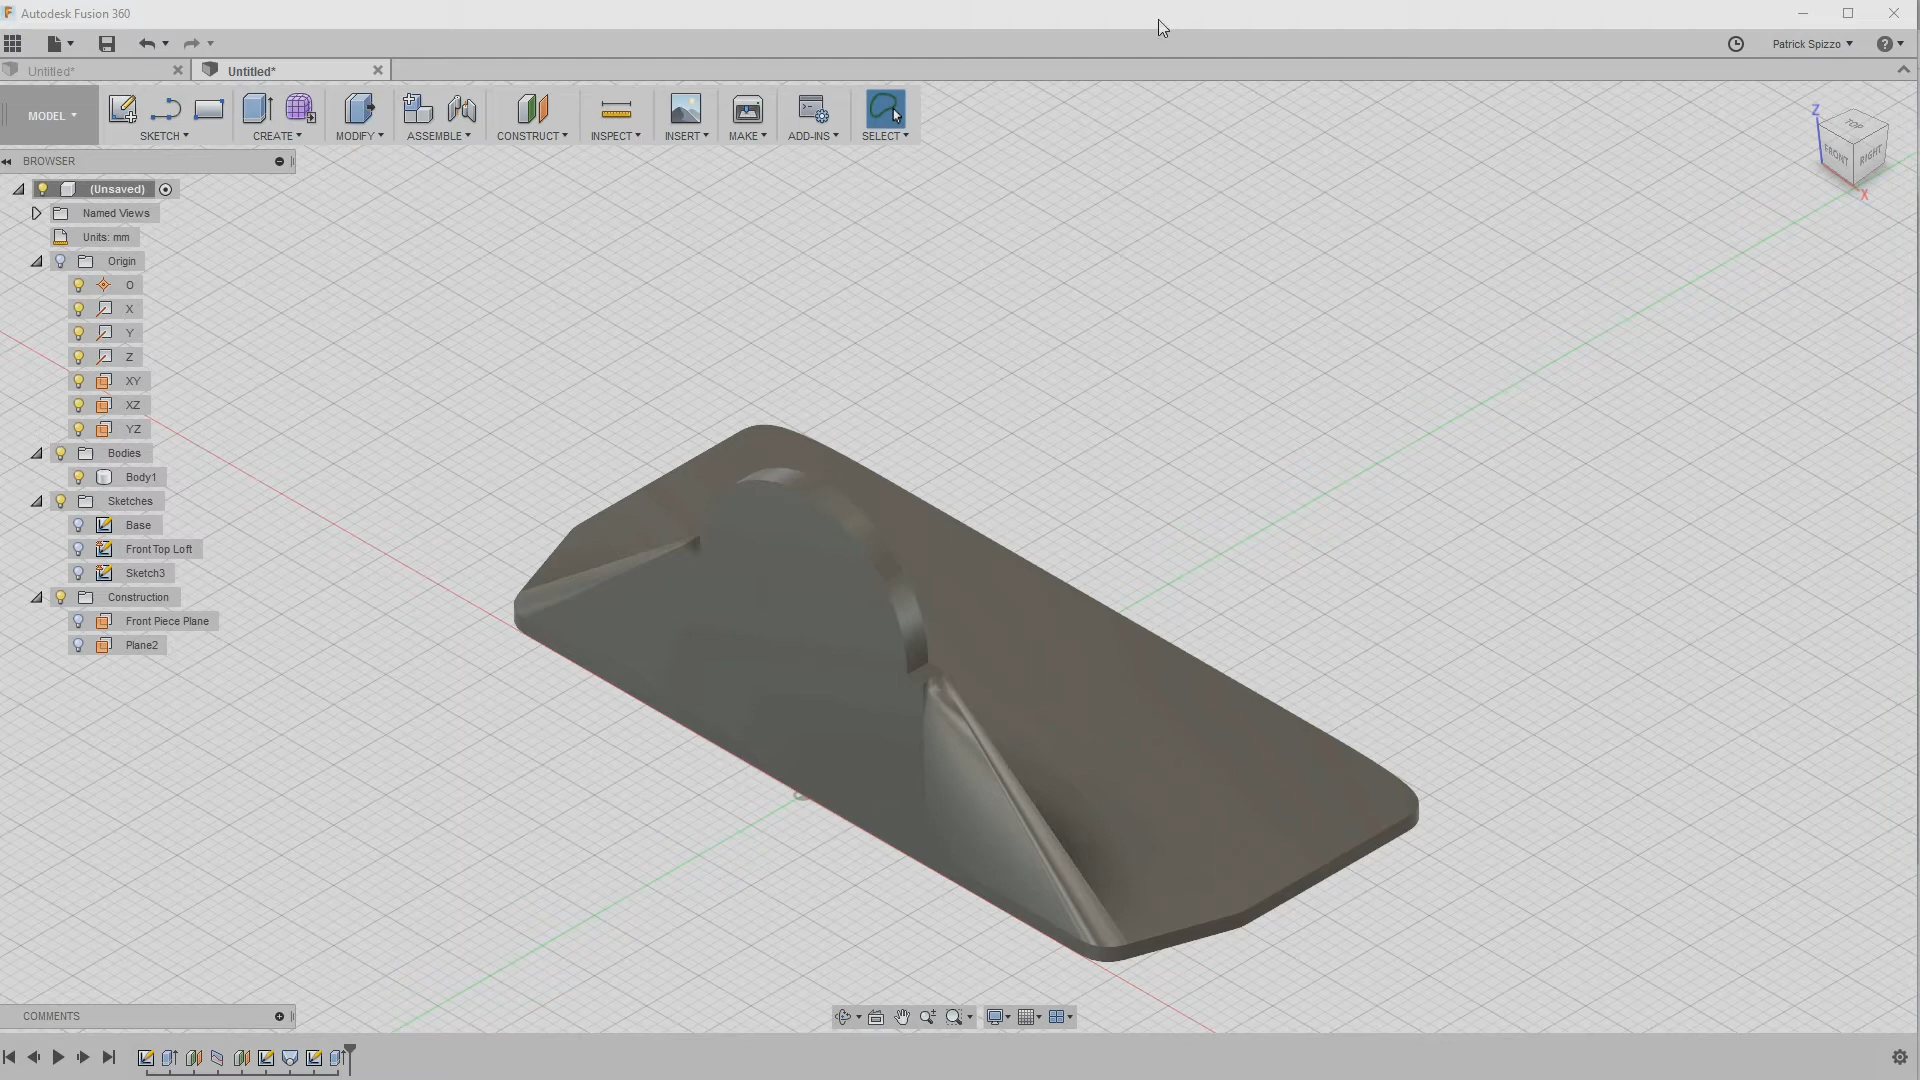 Autodesk Fusion 360
Patrick Spizzo
Untitled*
Untitled*
MODEL
SKETCH
CREATE
MODIFY
ASSEMBLE
CONSTRUCT
INSPECT
INSERT
MAKE
ADD-INS
SELECT
Z
TOP
FRONT
RIGHT
X
BROWSER
(Unsaved)
Named Views
Units: mm
Origin
O
X
Y
Z
XY
XZ
YZ
Bodies
Body1
Sketches
Base
Front Top Loft
Sketch3
Construction
Front Piece Plane
Plane2
COMMENTS